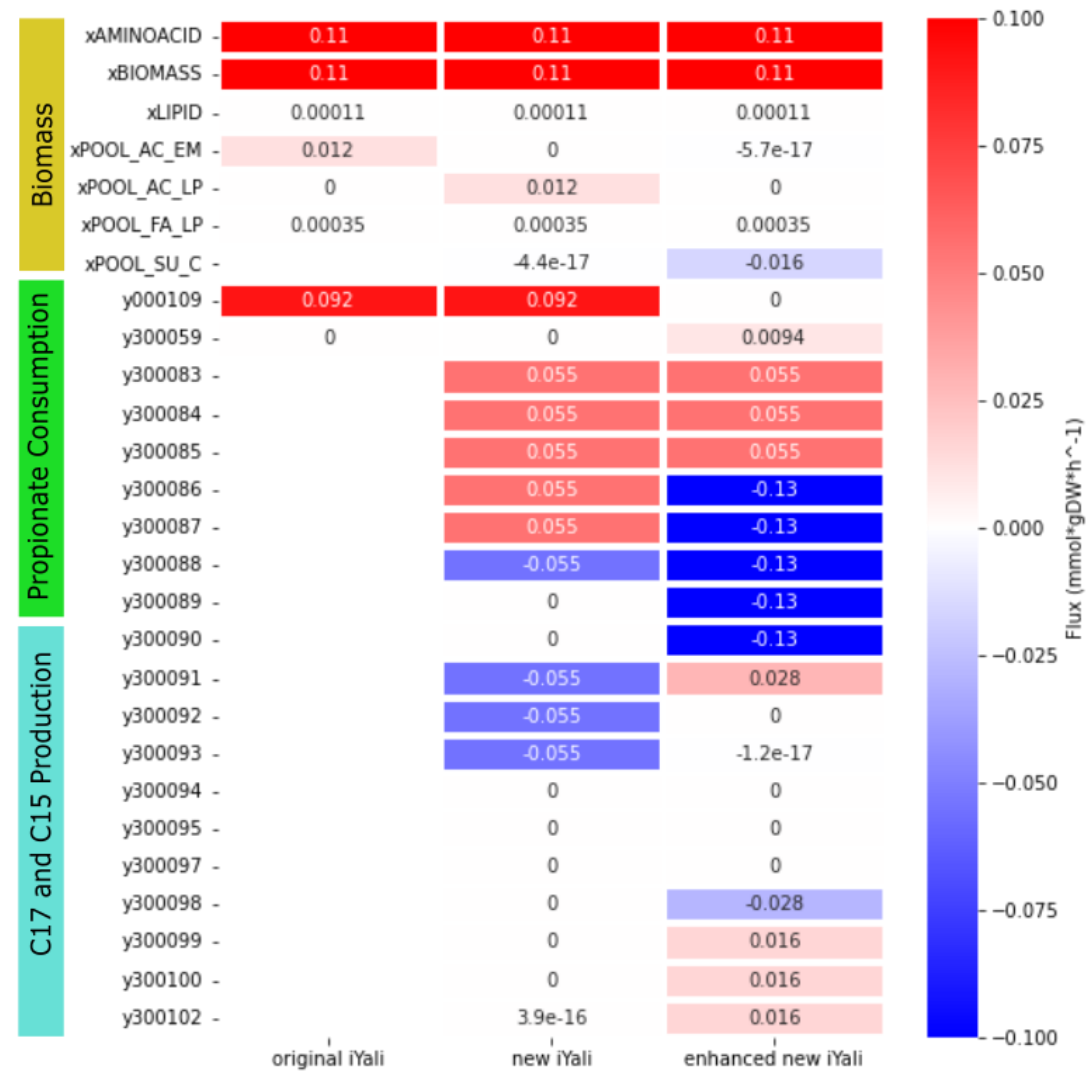 Biomass
Propionate Consumption
C17 and C15 Production
xAMINOACID - 0.11 0.11 0.11
xBIOMASS - 0.11 0.11 0.11
xLIPID - 0.00011 0.00011 0.00011
xPOOL_AC_EM - 0.012 0 -5.7e-17
xPOOL_AC_LP - 0 0.012 0
xPOOL_FA_LP - 0.00035 0.00035 0.00035
xPOOL_SU_C - -4.4e-17 -0.016
y000109 - 0.092 0.092 0
y300059 - 0 0 0.0094
y300083 - 0.055 0.055
y300084 - 0.055 0.055
y300085 - 0.055 0.055
y300086 - 0.055 -0.13
y300087 - 0.055 -0.13
y300088 - -0.055 -0.13
y300089 - 0 -0.13
y300090 - 0 -0.13
y300091 - -0.055 0.028
y300092 - -0.055 0
y300093 - -0.055 -1.2e-17
y300094 - 0 0
y300095 - 0 0
y300097 - 0 0
y300098 - 0 -0.028
y300099 - 0 0.016
y300100 - 0 0.016
y300102 - 3.9e-16 0.016
original iYali new iYali enhanced new iYali
0.100
0.075
0.050
0.025
0.000
−0.025
−0.050
−0.075
−0.100
Flux (mmol*gDW*h^-1)